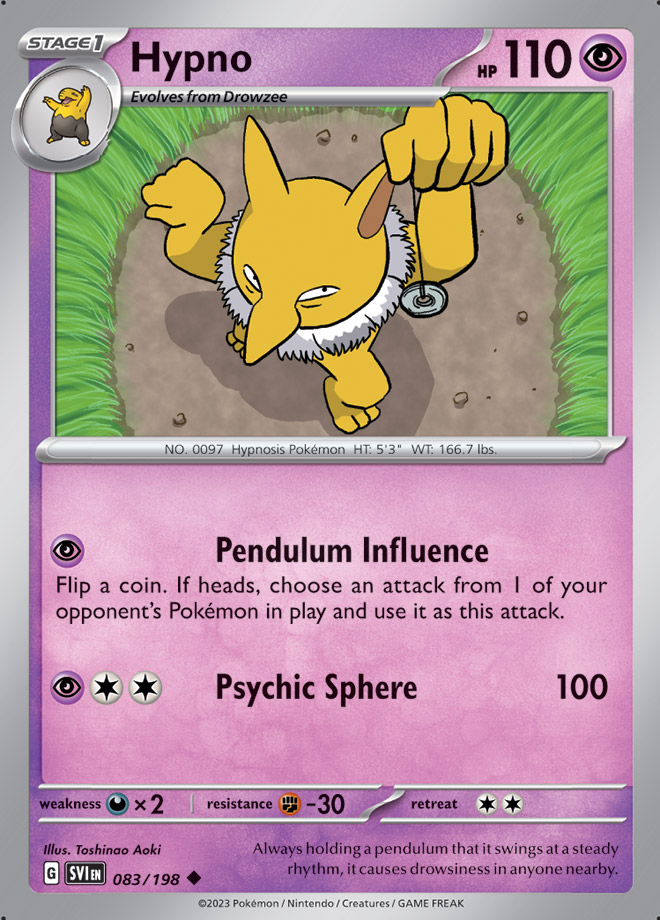 STAGE1
Hypno
HP 110
Evolves from Drowzee
NO. 0097 Hypnosis Pokémon HT: 5'3" WT: 166.7 lbs.
Pendulum Influence
Flip a coin. If heads, choose an attack from 1 of your
opponent's Pokémon in play and use it as this attack.
Psychic Sphere 100
weakness ×2 resistance -30 retreat
Illus. Toshinao Aoki
Always holding a pendulum that it swings at a steady
rhythm, it causes drowsiness in anyone nearby.
G SVI EN 083/198
©2023 Pokémon / Nintendo / Creatures / GAME FREAK